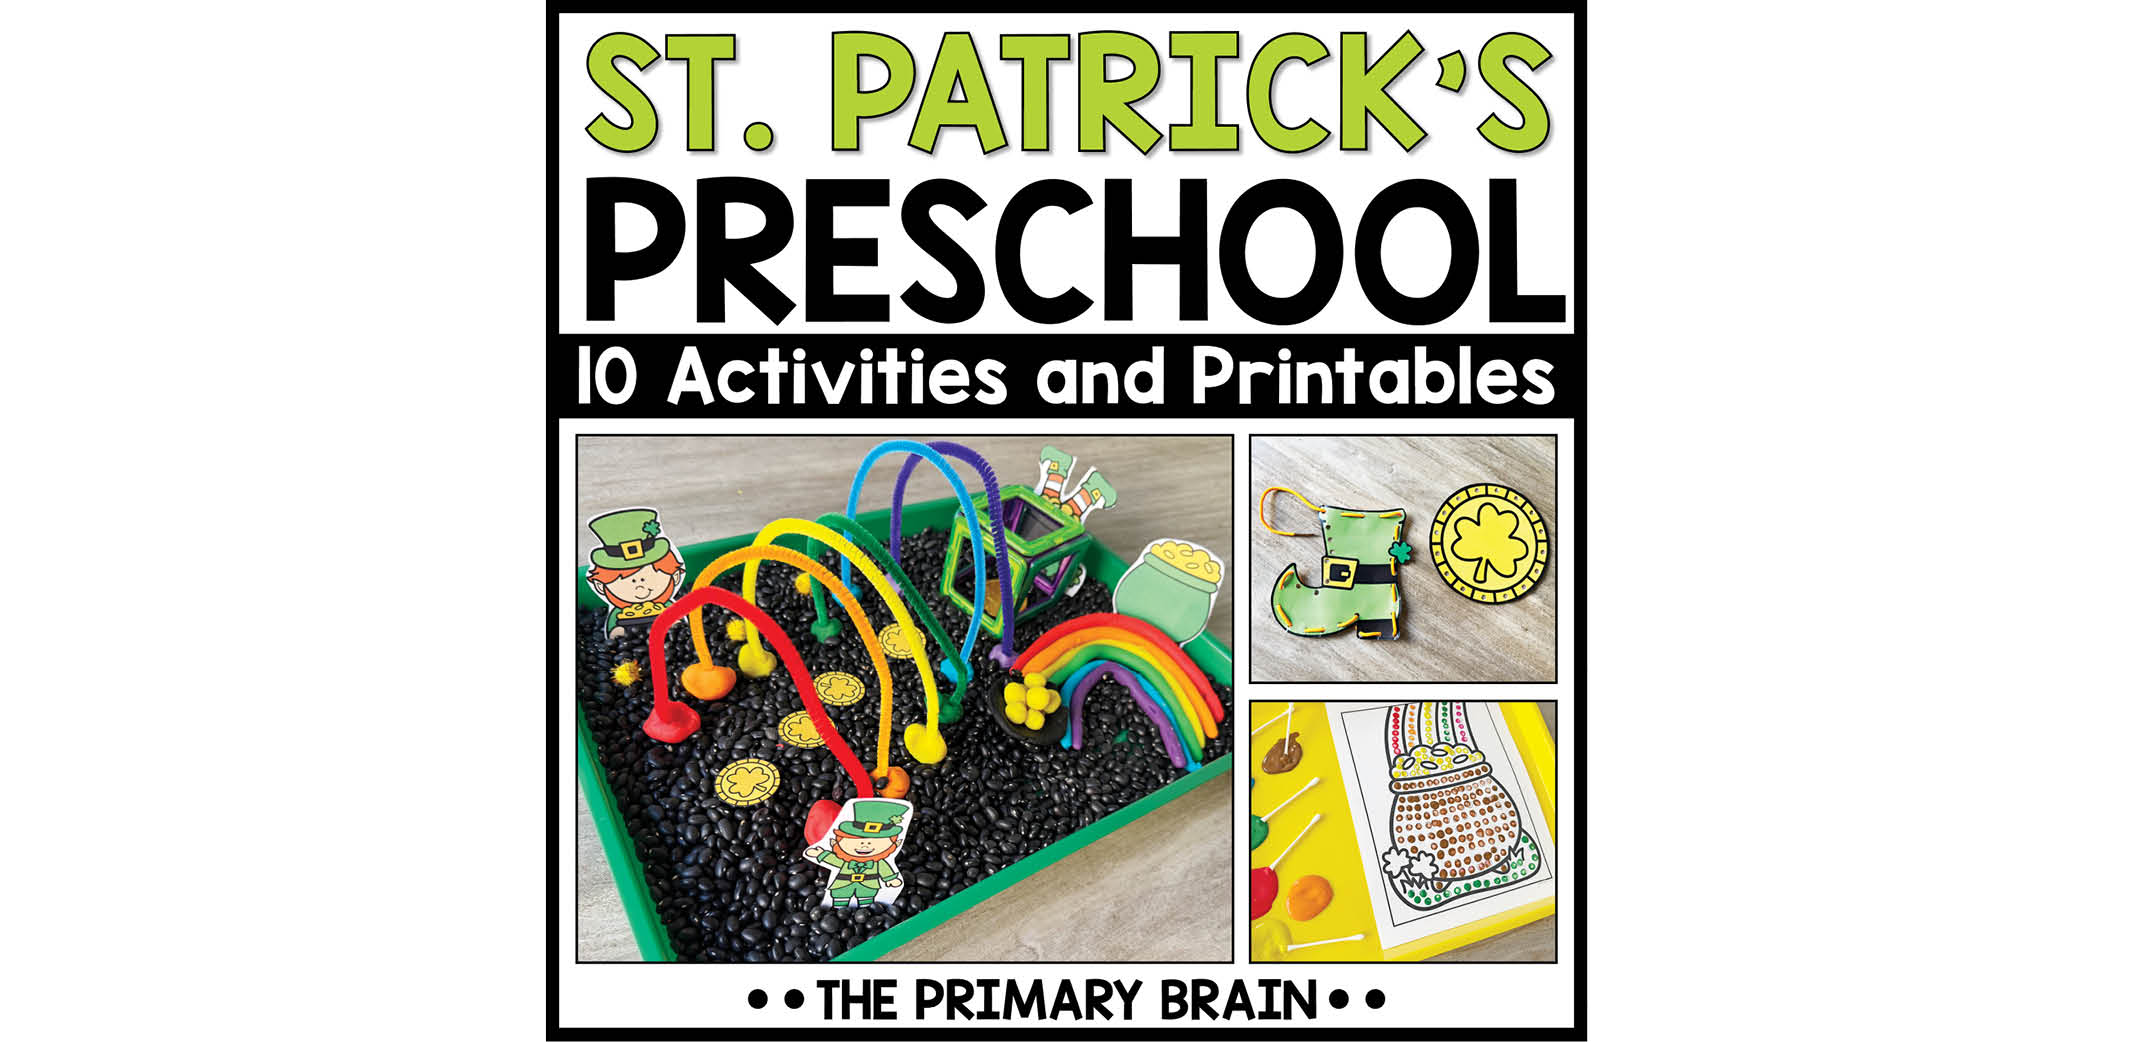 ST. PATRICK'S
PRESCHOOL
10 Activities and Printables
•• THE PRIMARY BRAIN ••